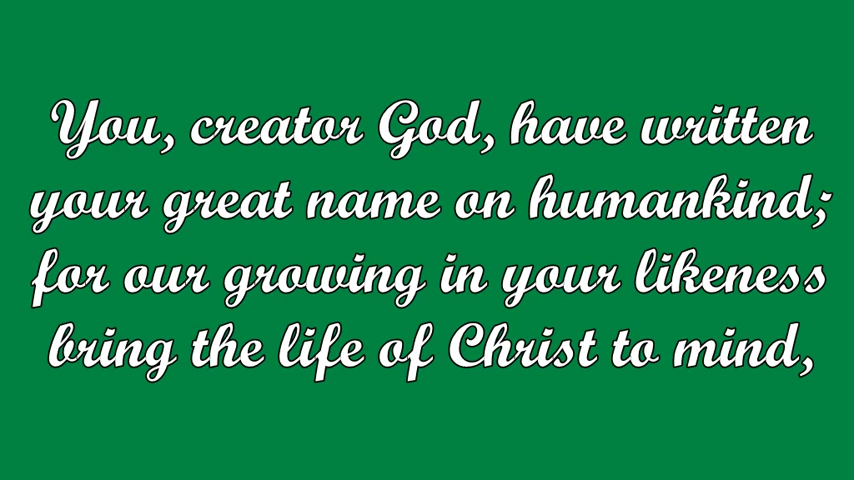 You, creator God, have written
your great name on humankind;
for our growing in your likeness
bring the life of Christ to mind,